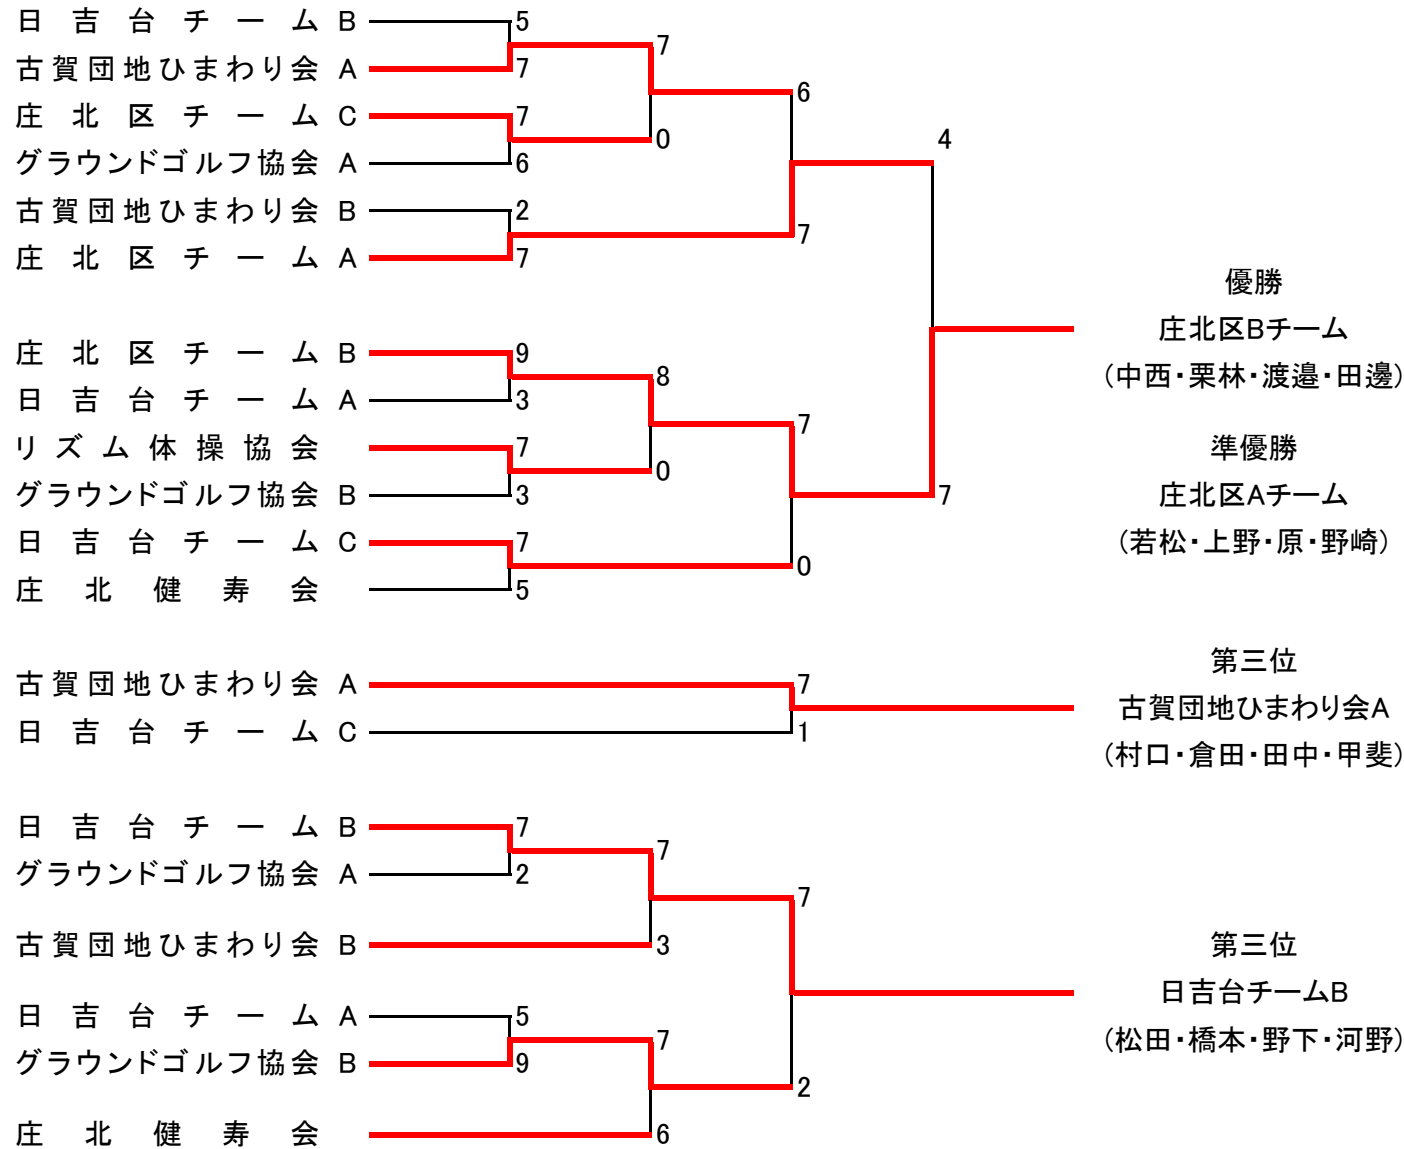 日吉台チームB 5
7
古賀団地ひまわり会A 7
6
庄北区チームC 7
0
4
グラウンドゴルフ協会A 6
古賀団地ひまわり会B 2
7
庄北区チームA 7
優勝
庄北区Bチーム
庄北区チームB 9
8
(中西・栗林・渡邉・田邊)
日吉台チームA 3
7
リズム体操協会 7
準優勝
0
グラウンドゴルフ協会B 3
7
庄北区Aチーム
日吉台チームC 7
(若松・上野・原・野崎)
0
庄北健寿会 5
第三位
古賀団地ひまわり会A 7
古賀団地ひまわり会A
日吉台チームC 1
(村口・倉田・田中・甲斐)
日吉台チームB 7
7
グラウンドゴルフ協会A 2
7
古賀団地ひまわり会B 3
第三位
日吉台チームB
日吉台チームA 5
7
(松田・橋本・野下・河野)
グラウンドゴルフ協会B 9
2
庄北健寿会 6